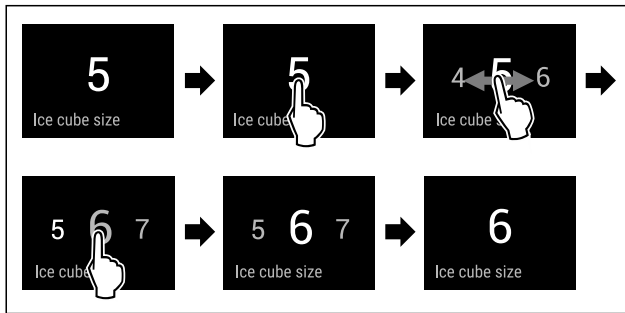 5
Ice cube size
5
Ice cub
4 5 6
Ice cube s
5 6 7
Ice cube
5 6 7
Ice cube size
6
Ice cube size